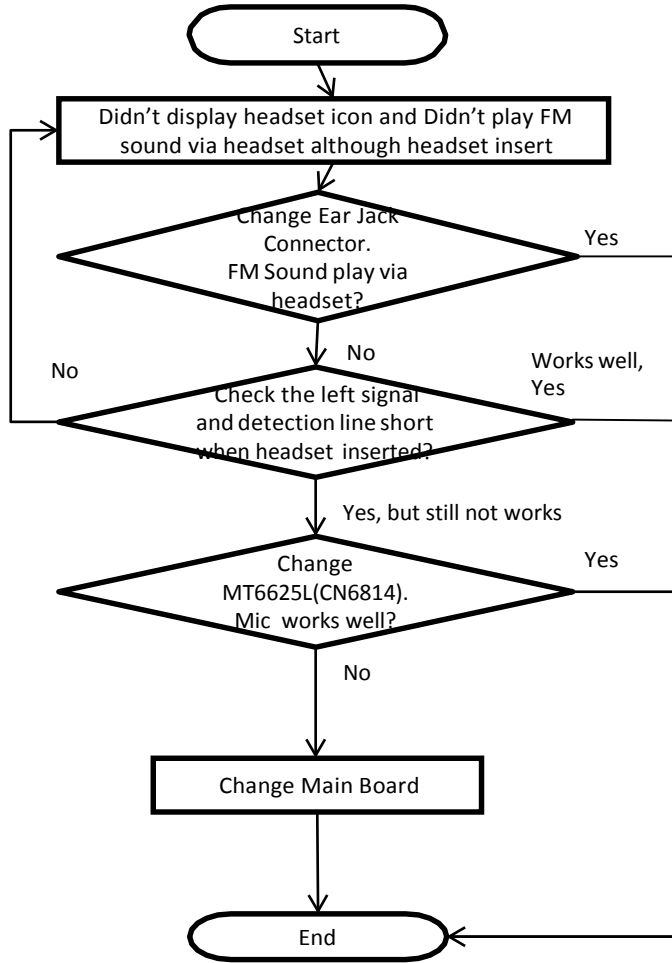 Start
Didn’t display headset icon and Didn’t play FM
sound via headset although headset insert
Change Ear Jack
Connector.
FM Sound play via
headset?
Yes
No
No
Works well,
Yes
Check the left signal
and detection line short
when headset inserted?
Yes, but still not works
Change
MT6625L(CN6814).
Mic works well?
Yes
No
Change Main Board
End